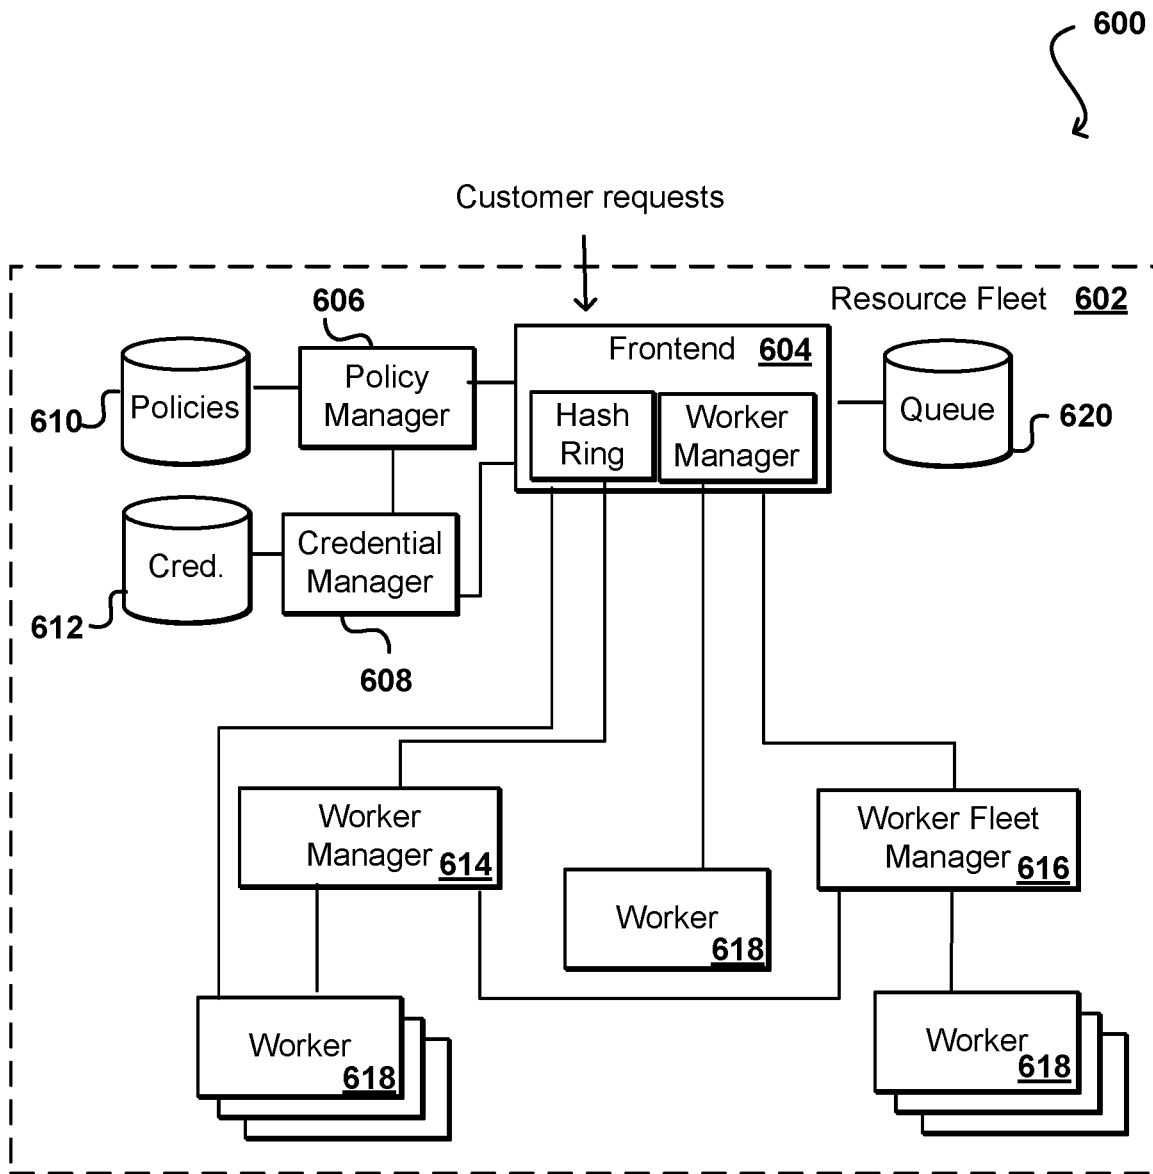 600
Customer requests
Resource Fleet 602
606
Frontend 604
Policy
Manager
Policies
610
Hash
Ring
Worker
Manager
Queue
620
Credential
Manager
Cred.
612
608
Worker
Manager 614
Worker Fleet
Manager 616
Worker
618
Worker
618
Worker
618